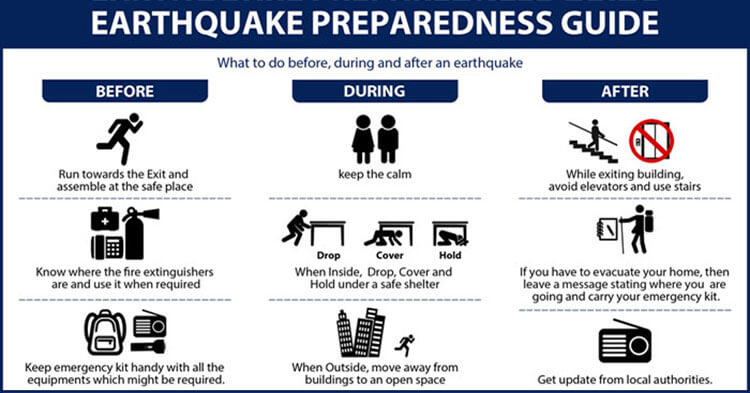 EARTHQUAKE PREPAREDNESS GUIDE
What to do before, during and after an earthquake
BEFORE
Run towards the Exit and
assemble at the safe place
Know where the fire extinguishers
are and use it when required
Keep emergency kit handy with all the
equipments which might be required.
DURING
keep the calm
Drop
Cover
Hold
When Inside, Drop, Cover and
Hold under a safe shelter
When Outside, move away from
buildings to an open space
AFTER
While exiting building,
avoid elevators and use stairs
If you have to evacuate your home, then
leave a message stating where you are
going and carry your emergency kit.
Get update from local authorities.